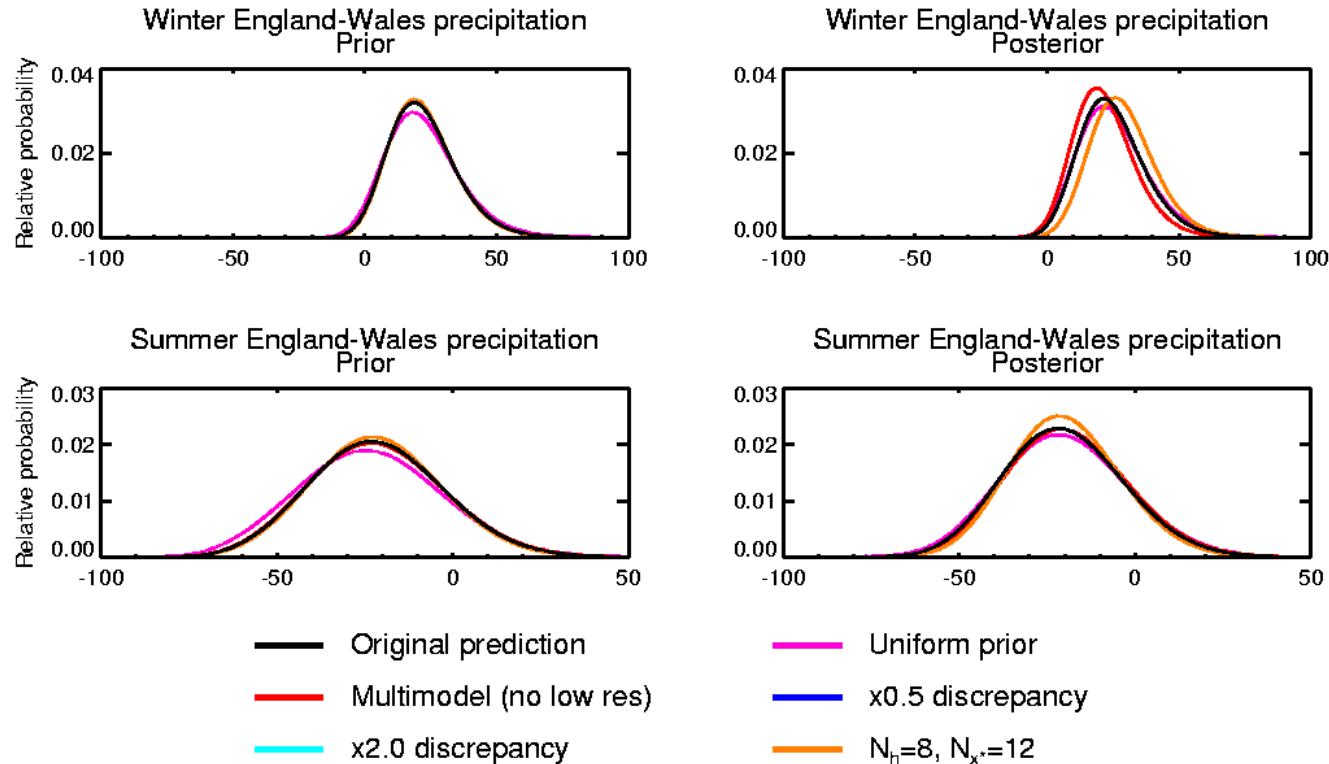 Winter England-Wales precipitation
Prior
Relative probability
0.04
0.02
0.00
-100 -50 0 50 100
Winter England-Wales precipitation
Posterior
0.04
0.02
0.00
-100 -50 0 50 100
Summer England-Wales precipitation
Prior
Relative probability
0.03
0.02
0.01
0.00
-100 -50 0 50
Summer England-Wales precipitation
Posterior
0.03
0.02
0.01
0.00
-100 -50 0 50
Original prediction
Uniform prior
Multimodel (no low res)
x0.5 discrepancy
x2.0 discrepancy
N_h=8, N_x*=12